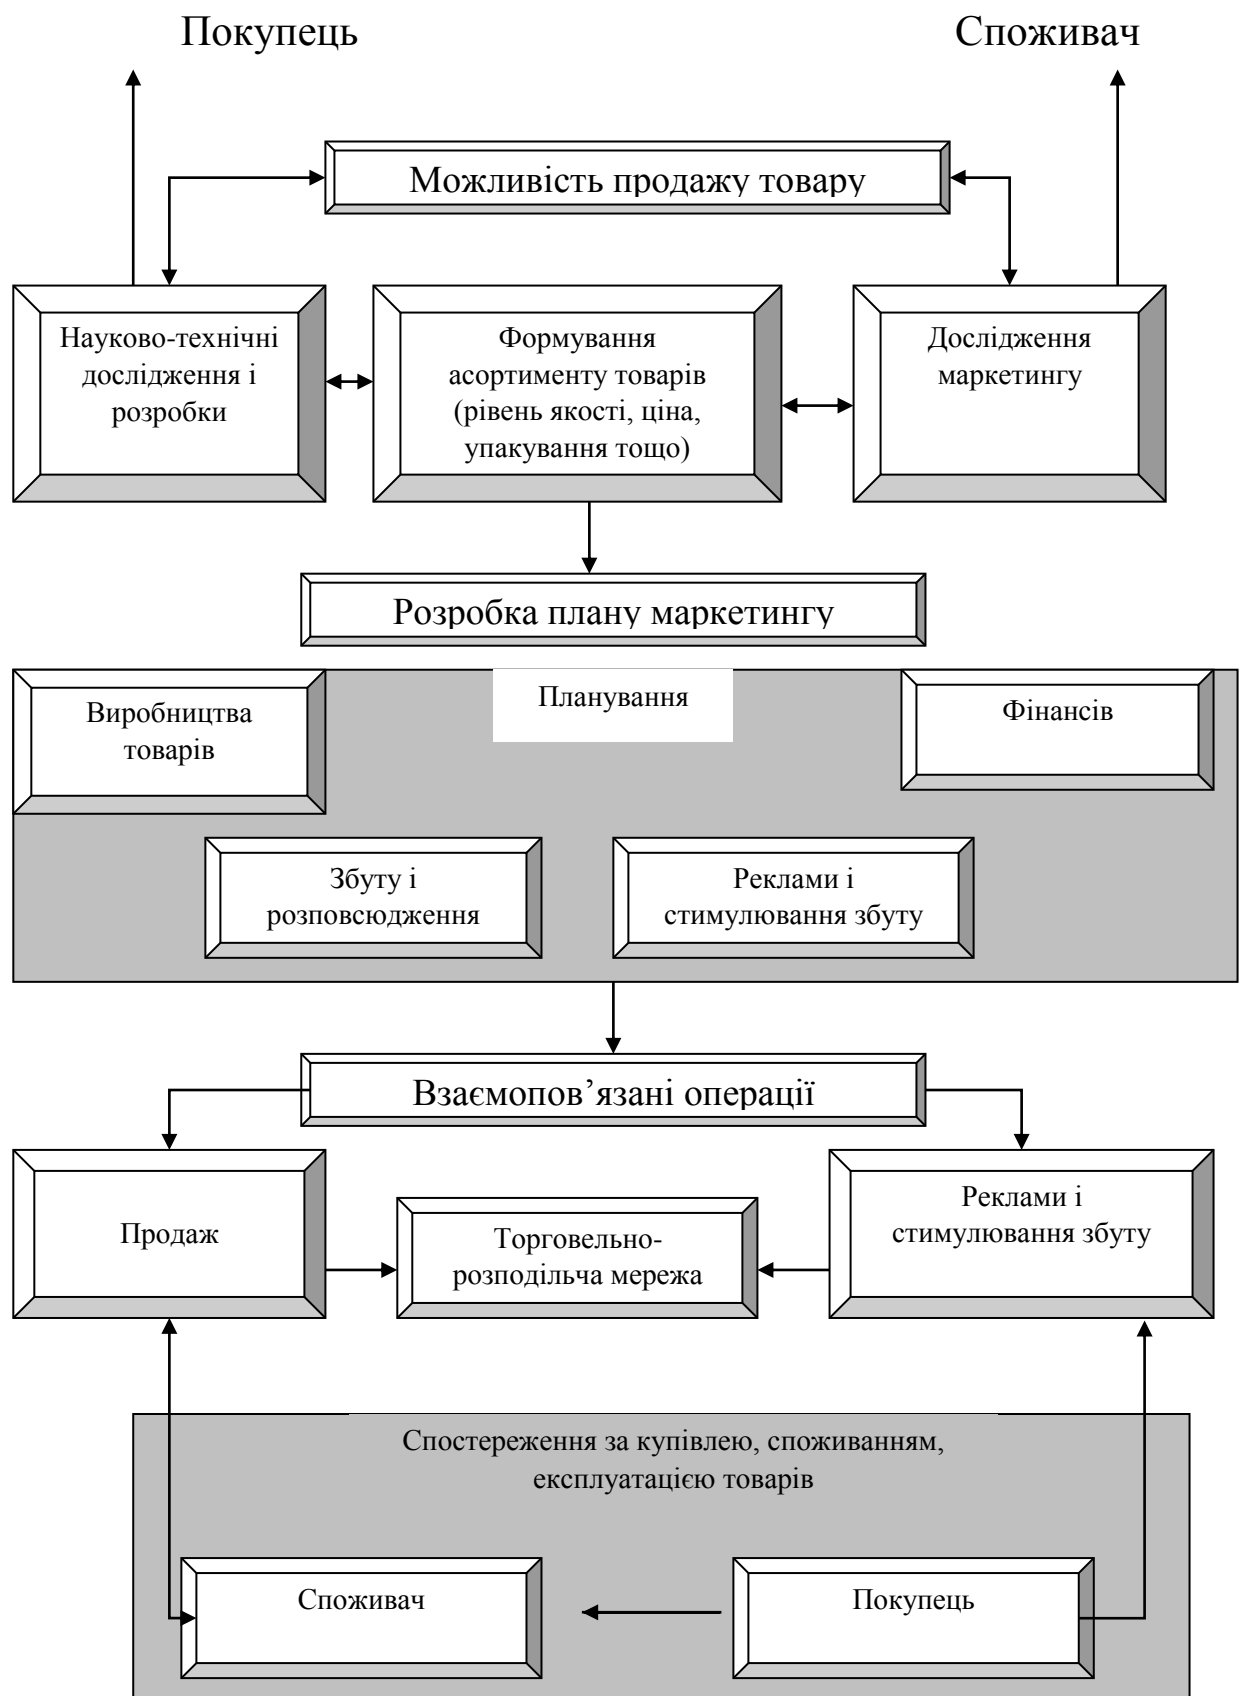 Покупець
Споживач
Можливість продажу товару
Науково-технічні
дослідження і
розробки
Формування
асортименту товарів
(рівень якості, ціна,
упакування тощо)
Дослідження
маркетингу
Розробка плану маркетингу
Виробництва
товарів
Планування
Фінансів
Збуту і
розповсюдження
Реклами і
стимулювання збуту
Взаємопов’язані операції
Продаж
Торговельно-
розподільча мережа
Реклами і
стимулювання збуту
Спостереження за купівлею, споживанням,
експлуатацією товарів
Споживач
Покупець